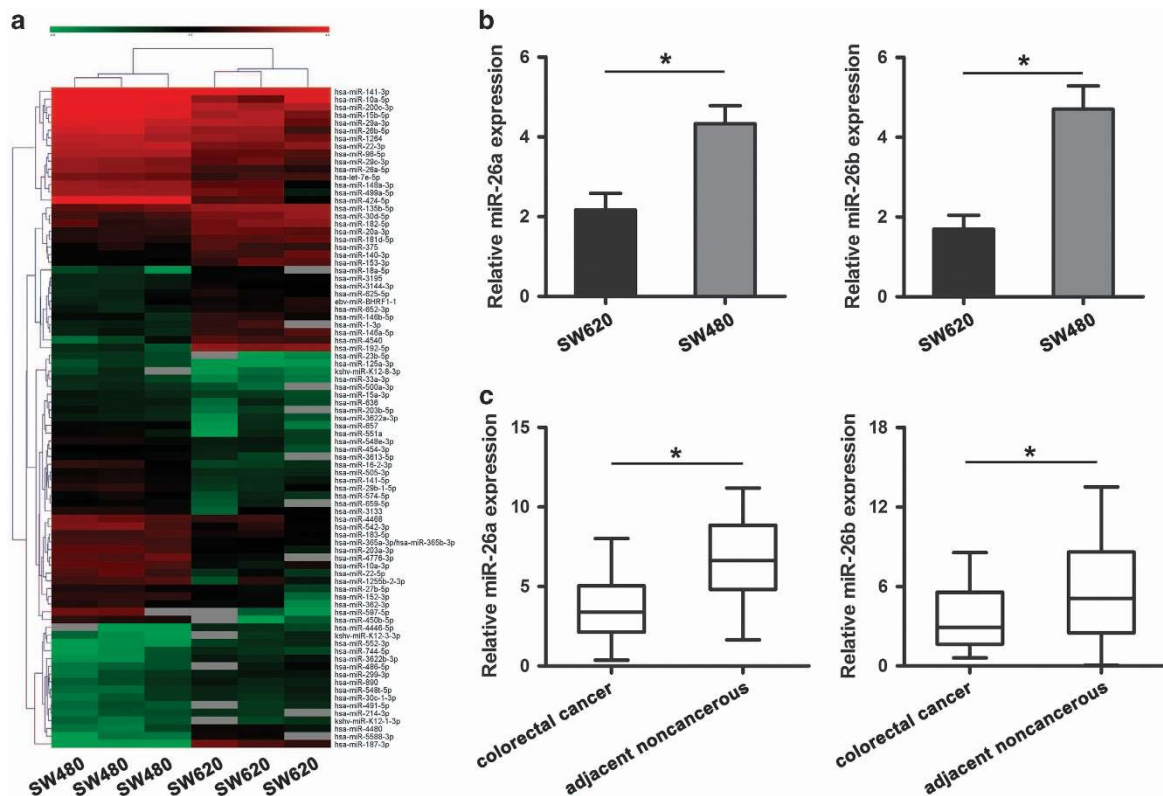 a
hsa-miR-141-3p
hsa-miR-10a-5p
hsa-miR-200c-3p
hsa-miR-15b-5p
hsa-miR-29a-3p
hsa-miR-26b-5p
hsa-miR-1264
hsa-miR-22-3p
hsa-miR-96-5p
hsa-miR-29c-3p
hsa-miR-26a-5p
hsa-let-7e-5p
hsa-miR-148a-3p
hsa-miR-499a-5p
hsa-miR-424-5p
hsa-miR-135b-5p
hsa-miR-30d-5p
hsa-miR-182-5p
hsa-miR-20a-3p
hsa-miR-181d-5p
hsa-miR-375
hsa-miR-140-3p
hsa-miR-153-3p
hsa-miR-18a-5p
hsa-miR-3195
hsa-miR-3144-3p
hsa-miR-625-5p
ebv-miR-BHRF1-1
hsa-miR-652-3p
hsa-miR-146b-5p
hsa-miR-1-3p
hsa-miR-146a-5p
hsa-miR-4540
hsa-miR-192-5p
hsa-miR-23b-5p
hsa-miR-125a-3p
kshv-miR-K12-8-3p
hsa-miR-33a-3p
hsa-miR-500a-3p
hsa-miR-15a-3p
hsa-miR-636
hsa-miR-203b-5p
hsa-miR-3622a-3p
hsa-miR-657
hsa-miR-551a
hsa-miR-548e-3p
hsa-miR-454-3p
hsa-miR-3613-5p
hsa-miR-16-2-3p
hsa-miR-505-3p
hsa-miR-141-5p
hsa-miR-29b-1-5p
hsa-miR-574-5p
hsa-miR-659-5p
hsa-miR-3133
hsa-miR-4468
hsa-miR-542-3p
hsa-miR-183-5p
hsa-miR-365a-3p/hsa-miR-365b-3p
hsa-miR-203a-3p
hsa-miR-4776-3p
hsa-miR-10a-3p
hsa-miR-22-5p
hsa-miR-1255b-2-3p
hsa-miR-27b-5p
hsa-miR-152-3p
hsa-miR-362-3p
hsa-miR-597-5p
hsa-miR-450b-5p
hsa-miR-4446-5p
kshv-miR-K12-3-3p
hsa-miR-552-3p
hsa-miR-744-5p
hsa-miR-3622b-3p
hsa-miR-486-5p
hsa-miR-299-3p
hsa-miR-890
hsa-miR-548t-5p
hsa-miR-30c-1-3p
hsa-miR-491-5p
hsa-miR-214-3p
kshv-miR-K12-1-3p
hsa-miR-4480
hsa-miR-5588-3p
hsa-miR-187-3p
SW480 SW480 SW480 SW620 SW620 SW620
b
Relative miR-26a expression
6
4
2
0
*
SW620 SW480
Relative miR-26b expression
6
4
2
0
*
SW620 SW480
c
Relative miR-26a expression
15
10
5
0
*
colorectal cancer
adjacent noncancerous
Relative miR-26b expression
18
12
6
0
*
colorectal cancer
adjacent noncancerous